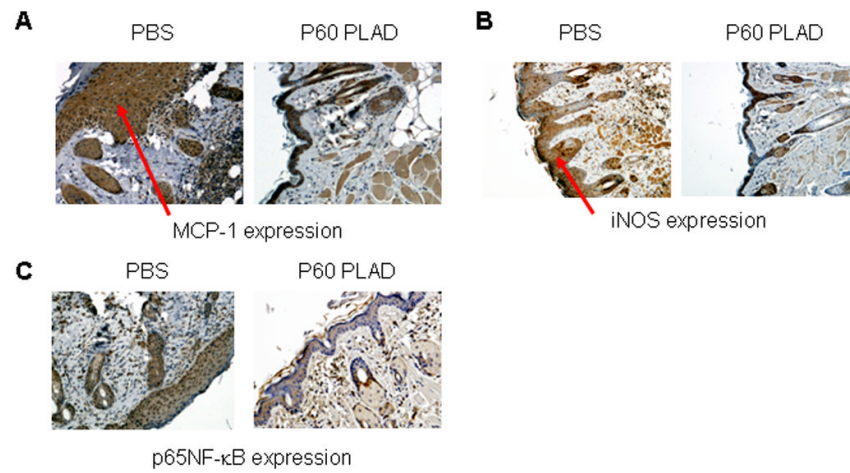 A
PBS
P60 PLAD
MCP-1 expression
B
PBS
P60 PLAD
iNOS expression
C
PBS
P60 PLAD
p65NF-κB expression